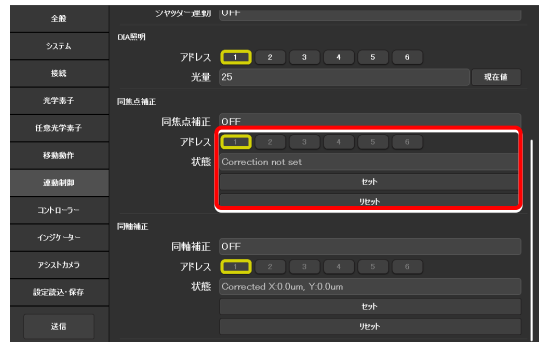 全般
システム
接続
光学素子
任意光学素子
移動動作
連動制御
コントローラー
インジケーター
アシストカメラ
設定読込・保存
送信
シャッター連動 OFF
DIA照明
アドレス 1 2 3 4 5 6
光量 25 現在値
同焦点補正
同焦点補正 OFF
アドレス 1 2 3 4 5 6
状態 Correction not set
セット
リセット
同軸補正
同軸補正 OFF
アドレス 1 2 3 4 5 6
状態 Corrected X:0.0um, Y:0.0um
セット
リセット